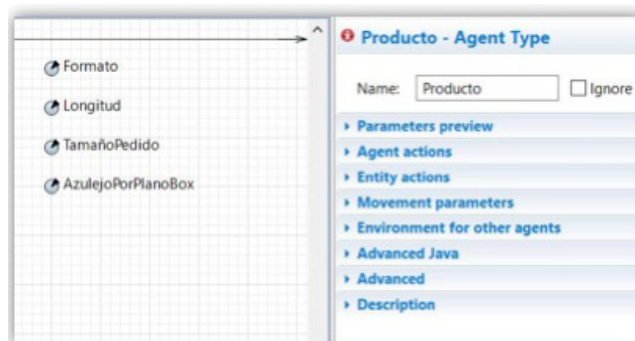 Formato
Longitud
TamañoPedido
AzulejoPorPlanoBox
Producto - Agent Type
Name: Producto Ignore
Parameters preview
Agent actions
Entity actions
Movement parameters
Environment for other agents
Advanced Java
Advanced
Description